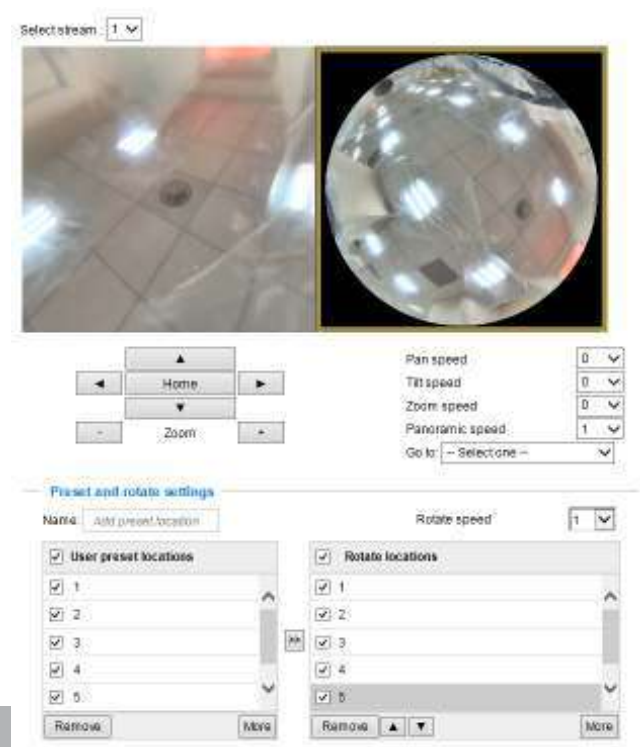 Select stream : 1
Pan speed 0
Home
Tilt speed 0
Zoom speed 0
- Zoom +
Panoramic speed 1
Go to: -- Select one --
Preset and rotate settings
Name: Add preset location
Rotate speed 1
User preset locations
Rotate locations
1
1
2
2
3
3
>>
4
4
5
5
Remove More
Remove More